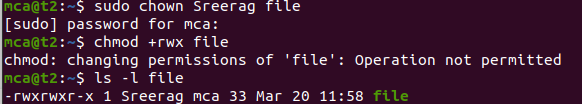 mca@t2:~$ sudo chown Sreerag file
[sudo] password for mca:
mca@t2:~$ chmod +rwx file
chmod: changing permissions of 'file': Operation not permitted
mca@t2:~$ ls -l file
-rwxrwxr-x 1 Sreerag mca 33 Mar 20 11:58 file